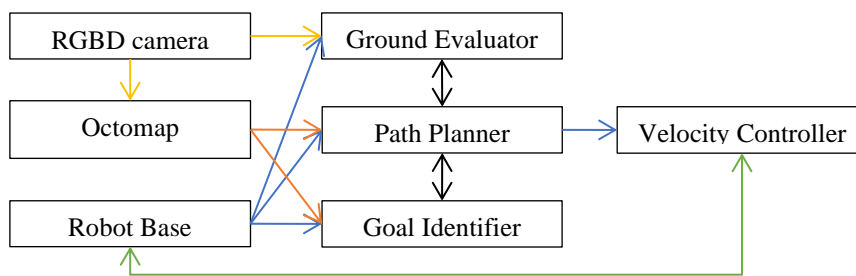 RGBD camera
Ground Evaluator
Octomap
Path Planner
Velocity Controller
Robot Base
Goal Identifier